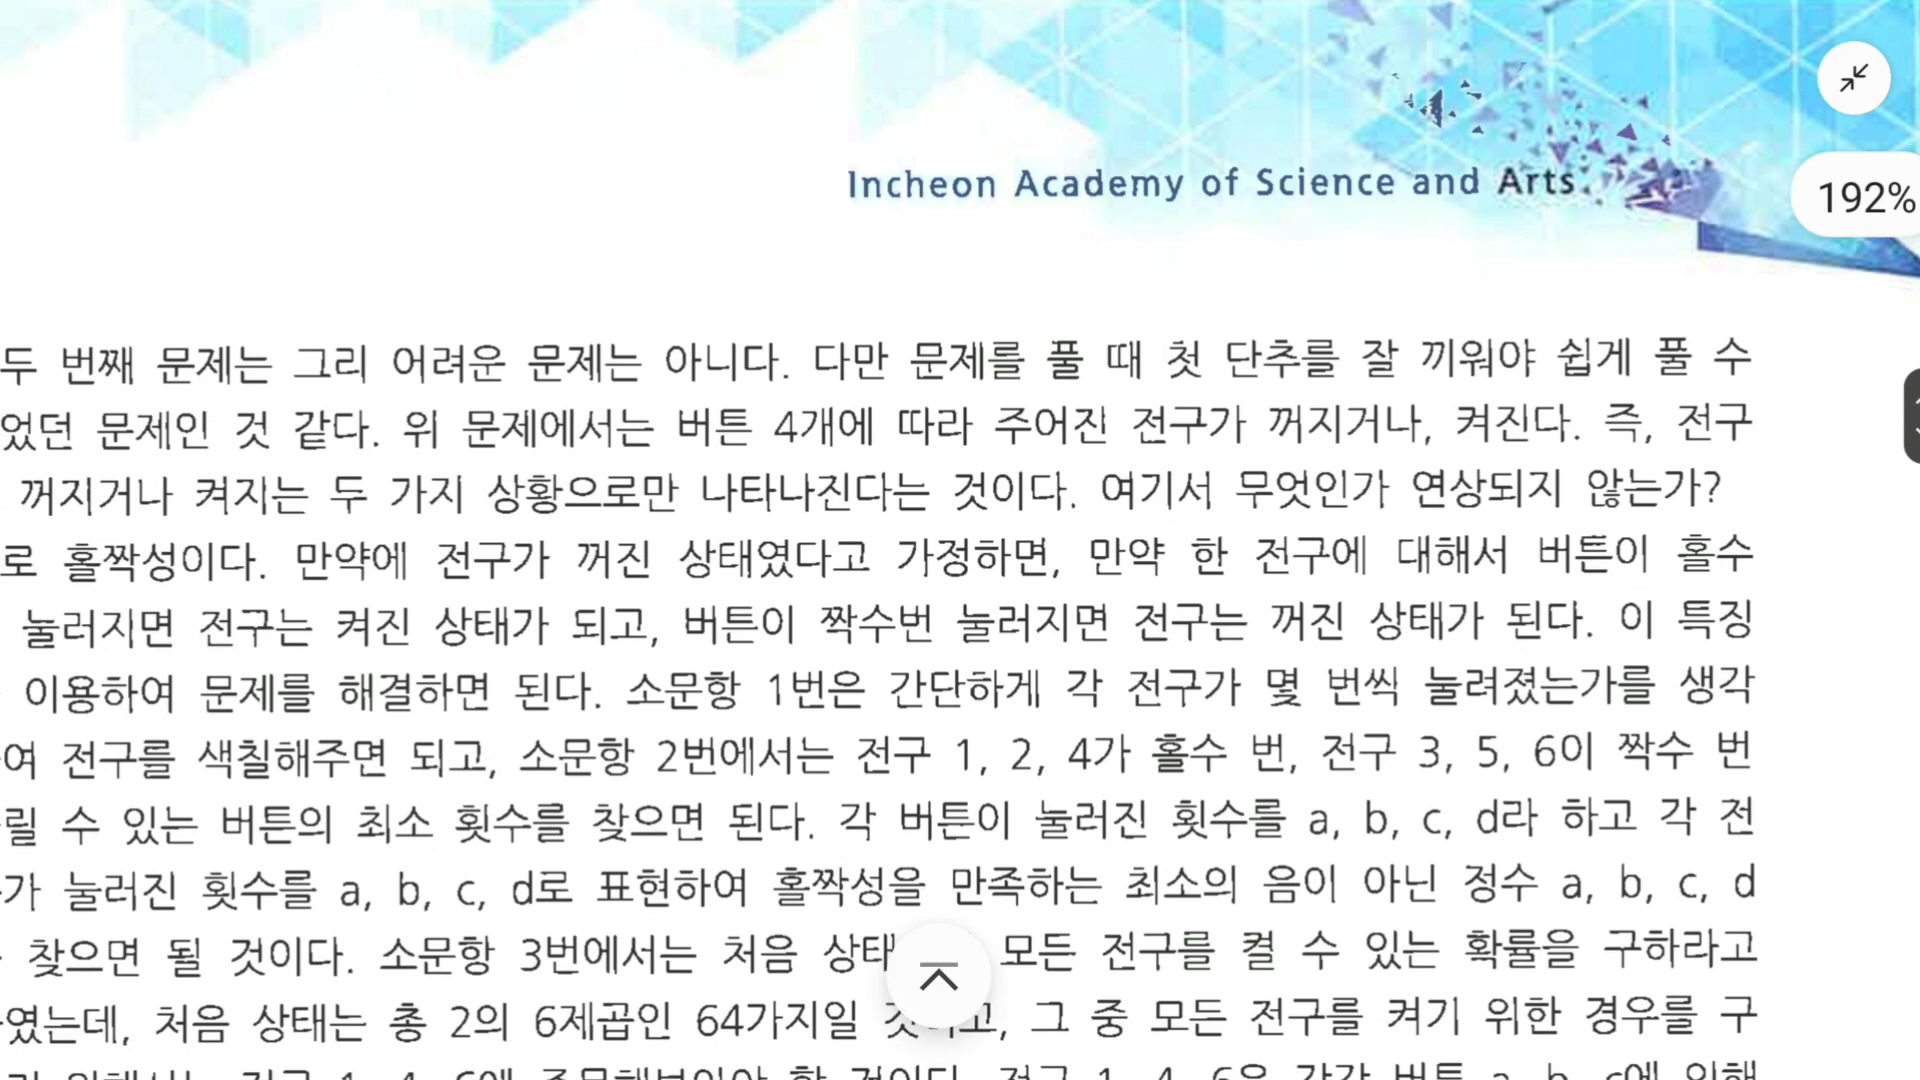 Incheon Academy of Science and Arts
192%
두 번째 문제는 그리 어려운 문제는 아니다. 다만 문제를 풀 때 첫 단추를 잘 끼워야 쉽게 풀 수
었던 문제인 것 같다. 위 문제에서는 버튼 4개에 따라 주어진 전구가 꺼지거나, 켜진다. 즉, 전구
꺼지거나 켜지는 두 가지 상황으로만 나타나진다는 것이다. 여기서 무엇인가 연상되지 않는가?
로 홀짝성이다. 만약에 전구가 꺼진 상태였다고 가정하면, 만약 한 전구에 대해서 버튼이 홀수
눌러지면 전구는 켜진 상태가 되고, 버튼이 짝수번 눌러지면 전구는 꺼진 상태가 된다. 이 특징
이용하여 문제를 해결하면 된다. 소문항 1번은 간단하게 각 전구가 몇 번씩 눌려졌는가를 생각
여 전구를 색칠해주면 되고, 소문항 2번에서는 전구 1, 2, 4가 홀수 번, 전구 3, 5, 6이 짝수 번
릴 수 있는 버튼의 최소 횟수를 찾으면 된다. 각 버튼이 눌러진 횟수를 a, b, c, d라 하고 각 전
가 눌러진 횟수를 a, b, c, d로 표현하여 홀짝성을 만족하는 최소의 음이 아닌 정수 a, b, c, d
찾으면 될 것이다. 소문항 3번에서는 처음 상태 모든 전구를 켤 수 있는 확률을 구하라고
였는데, 처음 상태는 총 2의 6제곱인 64가지일 그 중 모든 전구를 켜기 위한 경우를 구